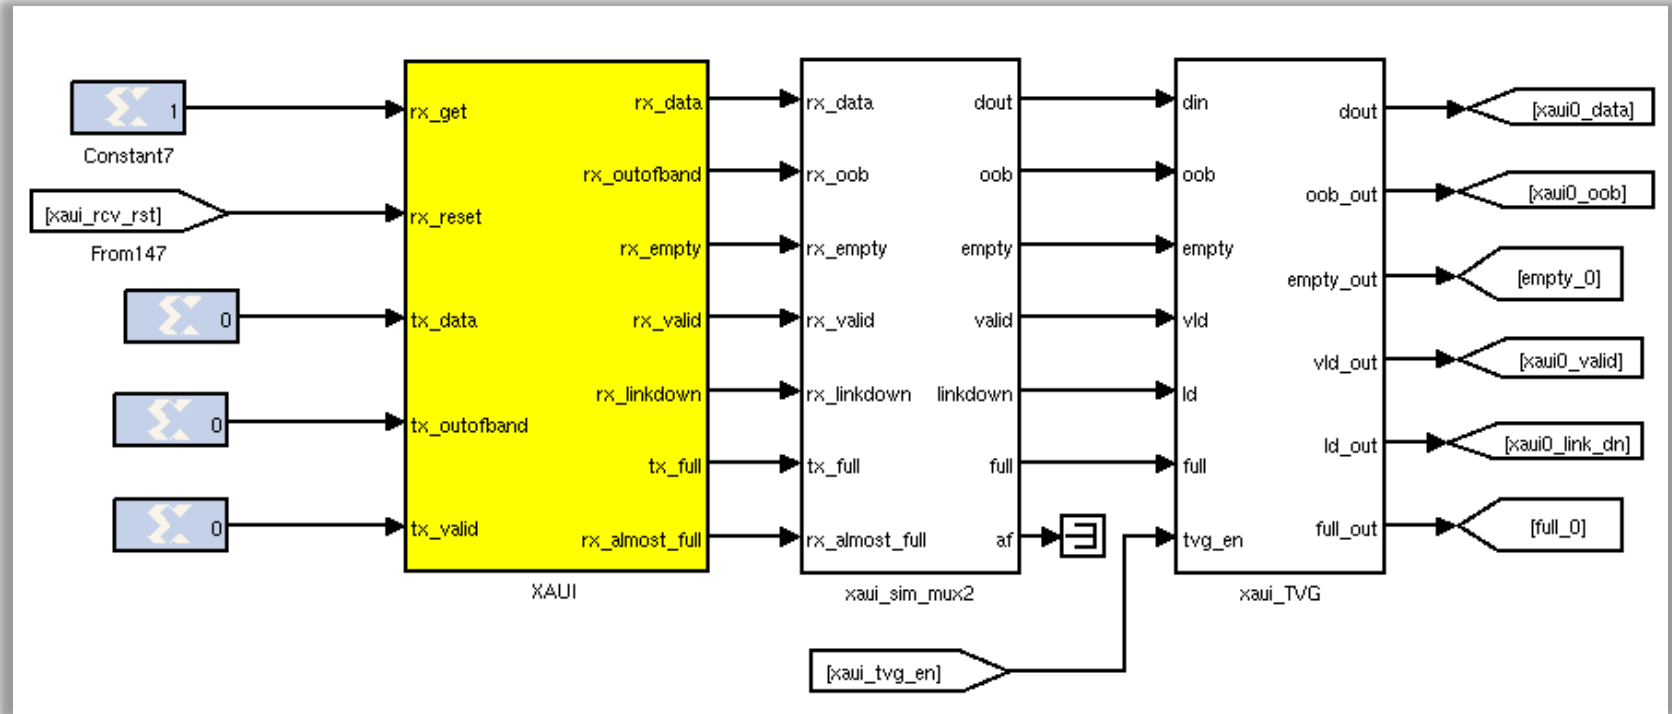 1
Constant7
[xaui_rcv_rst]
From147
0
0
0
rx_get
rx_reset
tx_data
tx_outofband
tx_valid
rx_data
rx_outofband
rx_empty
rx_valid
rx_linkdown
tx_full
rx_almost_full
XAUI
rx_data
rx_oob
rx_empty
rx_valid
rx_linkdown
tx_full
rx_almost_full
dout
oob
empty
valid
linkdown
full
af
xaui_sim_mux2
[xaui_tvg_en]
din
oob
empty
vld
ld
full
tvg_en
dout
oob_out
empty_out
vld_out
ld_out
full_out
xaui_TVG
[xaui0_data]
[xaui0_oob]
[empty_0]
[xaui0_valid]
[xaui0_link_dn]
[full_0]